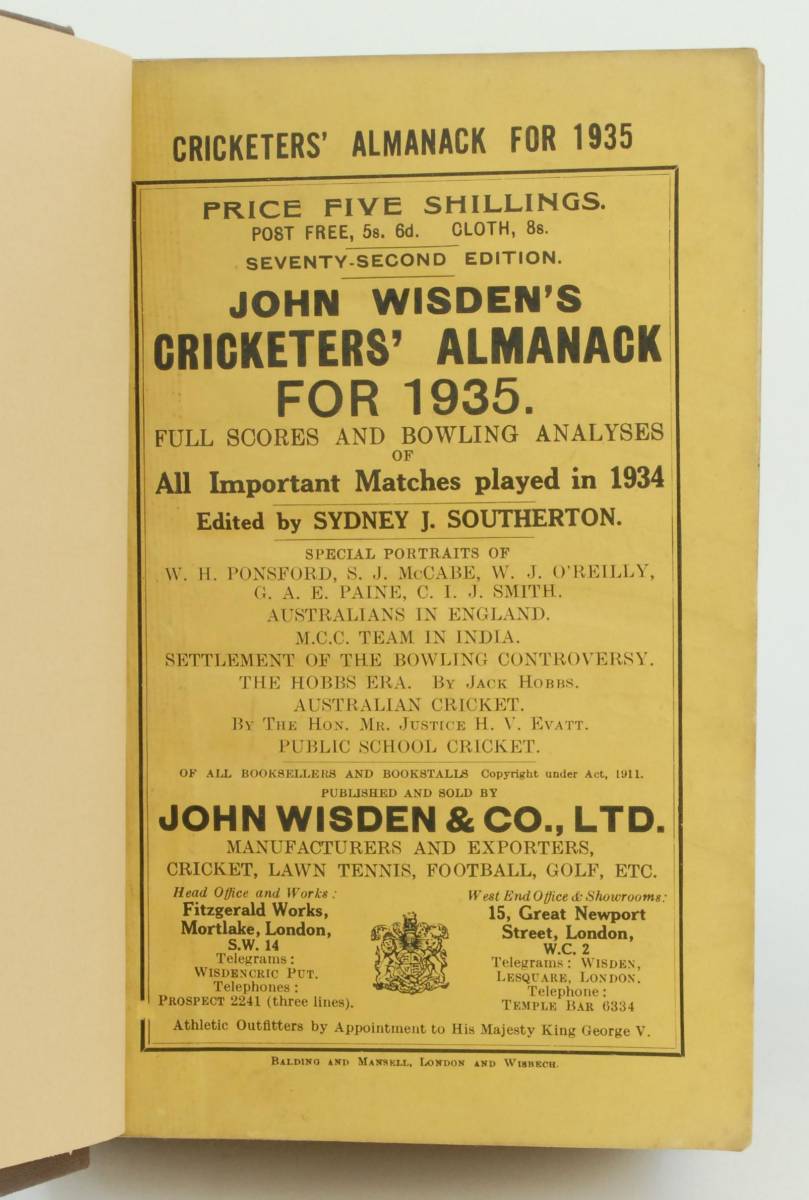 CRICKETERS' ALMANACK FOR 1935
PRICE FIVE SHILLINGS.
POST FREE, 5s. 6d. CLOTH, 8s.
SEVENTY-SECOND EDITION.
JOHN WISDEN'S
CRICKETERS' ALMANACK
FOR 1935.
FULL SCORES AND BOWLING ANALYSES
OF
All Important Matches played in 1934
Edited by SYDNEY J. SOUTHERTON.
SPECIAL PORTRAITS OF
W. H. PONSFORD, S. J. McCABE, W. J. O'REILLY,
G. A. E. PAINE, C. I. J. SMITH.
AUSTRALIANS IN ENGLAND.
M.C.C. TEAM IN INDIA.
SETTLEMENT OF THE BOWLING CONTROVERSY.
THE HOBBS ERA. By Jack Hobbs.
AUSTRALIAN CRICKET.
By The Hon. Mr. Justice H. V. Evatt.
PUBLIC SCHOOL CRICKET.
OF ALL BOOKSELLERS AND BOOKSTALLS Copyright under Act, 1911.
PUBLISHED AND SOLD BY
JOHN WISDEN & CO., LTD.
MANUFACTURERS AND EXPORTERS,
CRICKET, LAWN TENNIS, FOOTBALL, GOLF, ETC.
Head Office and Works:
Fitzgerald Works,
Mortlake, London,
S.W. 14
Telegrams:
Wisdencric Put.
Telephones:
Prospect 2241 (three lines).
West End Office & Showrooms:
15, Great Newport
Street, London,
W.C. 2
Telegrams: Wisden,
Lesquare, London.
Telephone:
Temple Bar 6334
Athletic Outfitters by Appointment to His Majesty King George V.
Balding and Mansell, London and Wisbech.